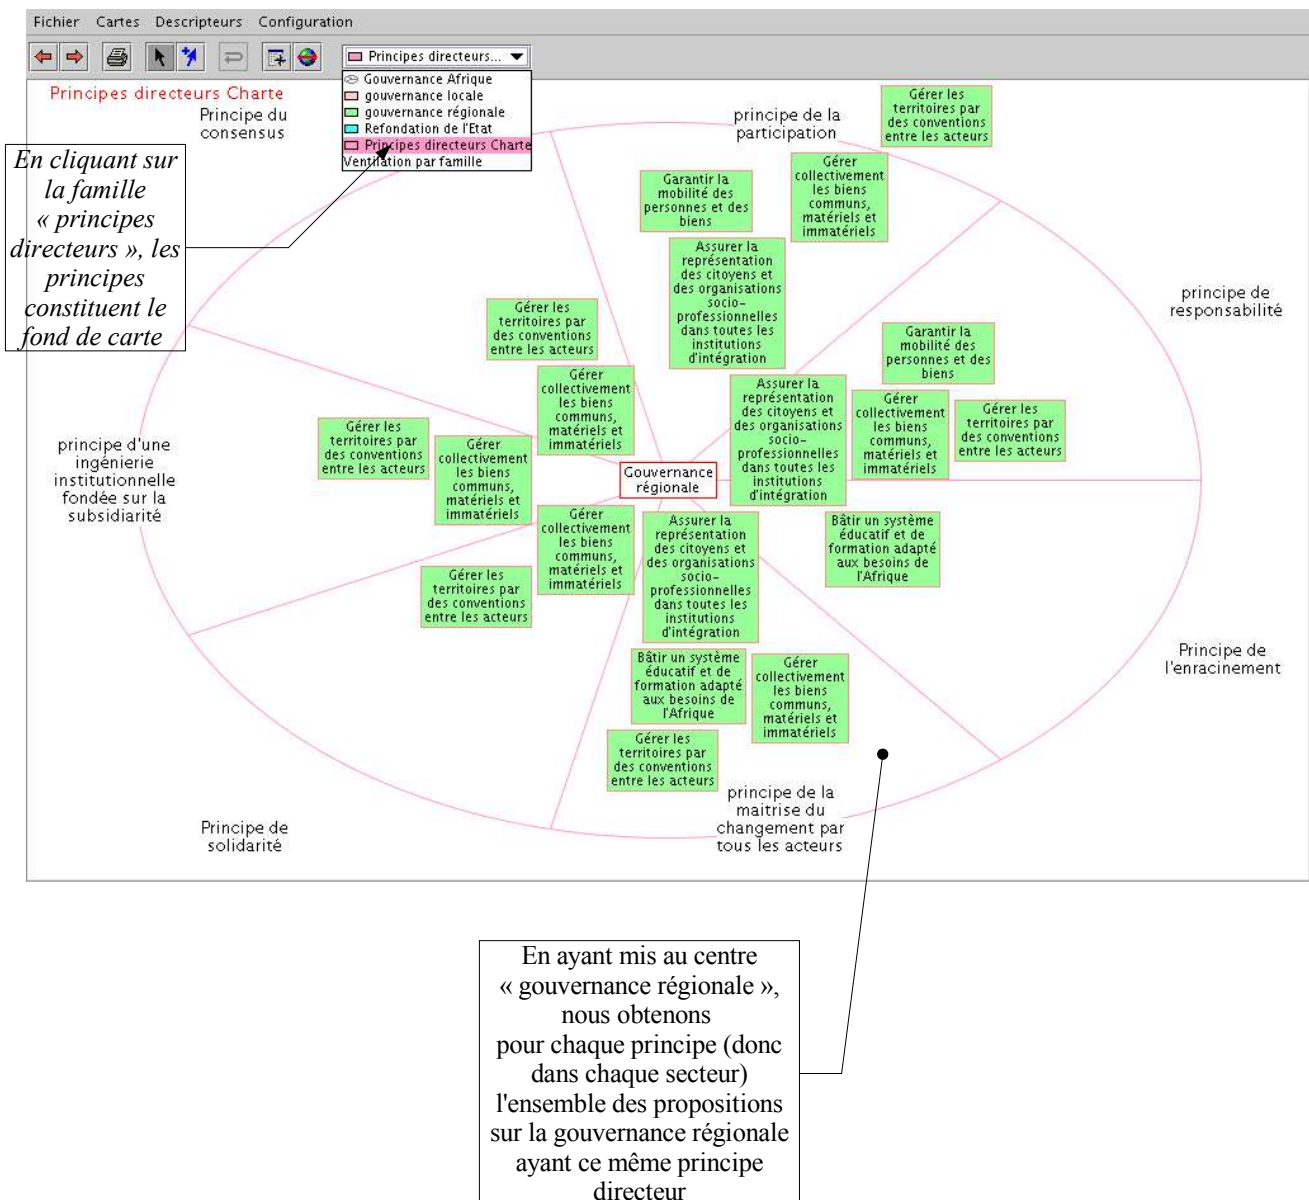 Fichier Cartes Descripteurs Configuration
Principes directeurs...
Gouvernance Afrique
gouvernance locale
gouvernance régionale
Refondation de l'Etat
Principes directeurs Charte
Ventilation par famille
Principes directeurs Charte
Principe du
consensus
En cliquant sur
la famille
« principes
directeurs », les
principes
constituent le
fond de carte
principe de la
participation
Gérer les
territoires par
des conventions
entre les acteurs
Gérer
collectivement
les biens
communs,
matériels et
immatériels
Garantir la
mobilité des
personnes et des
biens
Assurer la
représentation
des citoyens et
des organisations
socio-
professionnelles
dans toutes les
institutions
d'intégration
principe de
responsabilité
Garantir la
mobilité des
personnes et des
biens
Assurer la
représentation
des citoyens et
des organisations
socio-
professionnelles
dans toutes les
institutions
d'intégration
Gérer
collectivement
les biens
communs,
matériels et
immatériels
Gérer les
territoires par
des conventions
entre les acteurs
Gérer les
territoires par
des conventions
entre les acteurs
Gérer
collectivement
les biens
communs,
matériels et
immatériels
principe d'une
ingénierie
institutionnelle
fondée sur la
subsidiarité
Gérer les
territoires par
des conventions
entre les acteurs
Gérer
collectivement
les biens
communs,
matériels et
immatériels
Gouvernance
régionale
Gérer
collectivement
les biens
communs,
matériels et
immatériels
Gérer les
territoires par
des conventions
entre les acteurs
Assurer la
représentation
des citoyens et
des organisations
socio-
professionnelles
dans toutes les
institutions
d'intégration
Bâtir un système
éducatif et de
formation adapté
aux besoins de
l'Afrique
Principe de
l'enracinement
Bâtir un système
éducatif et de
formation adapté
aux besoins de
l'Afrique
Gérer
collectivement
les biens
communs,
matériels et
immatériels
Gérer les
territoires par
des conventions
entre les acteurs
principe de la
maitrise du
changement par
tous les acteurs
Principe de
solidarité
En ayant mis au centre
« gouvernance régionale »,
nous obtenons
pour chaque principe (donc
dans chaque secteur)
l'ensemble des propositions
sur la gouvernance régionale
ayant ce même principe
directeur